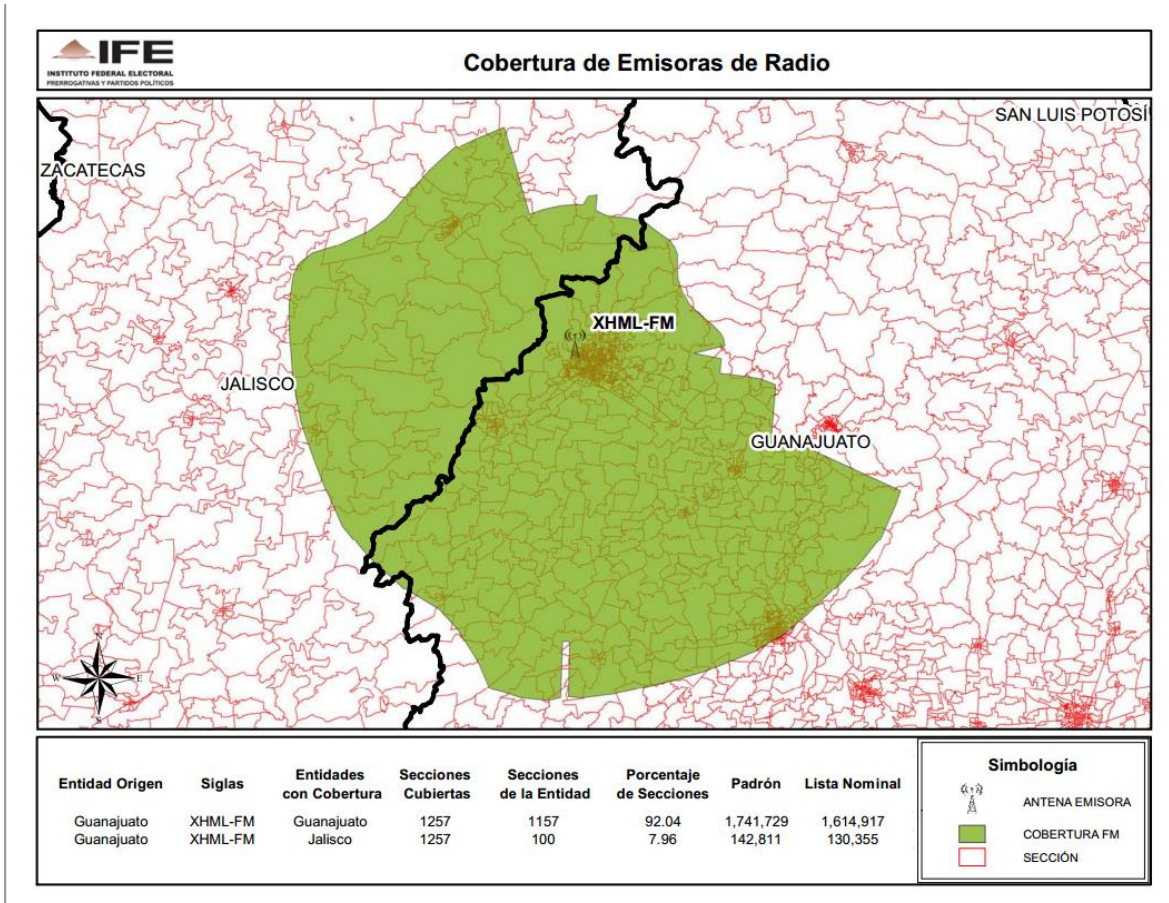 IFE
INSTITUTO FEDERAL ELECTORAL
PRERROGATIVAS Y PARTIDOS POLÍTICOS
Cobertura de Emisoras de Radio
SAN LUIS POTOSÍ
ZACATECAS
XHML-FM
JALISCO
GUANAJUATO
N
W E
S
Entidad Origen Siglas Entidades con Cobertura Secciones Cubiertas Secciones de la Entidad Porcentaje de Secciones Padrón Lista Nominal
Guanajuato XHML-FM Guanajuato 1257 1157 92.04 1,741,729 1,614,917
Guanajuato XHML-FM Jalisco 1257 100 7.96 142,811 130,355
Simbología
ANTENA EMISORA
COBERTURA FM
SECCIÓN